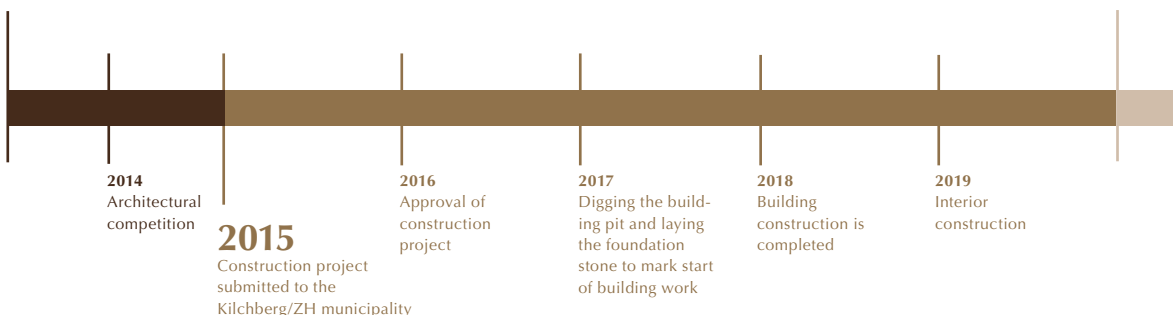 2014
Architectural
competition
2015
Construction project
submitted to the
Kilchberg/ZH municipality
2016
Approval of
construction
project
2017
Digging the build-
ing pit and laying
the foundation
stone to mark start
of building work
2018
Building
construction is
completed
2019
Interior
construction